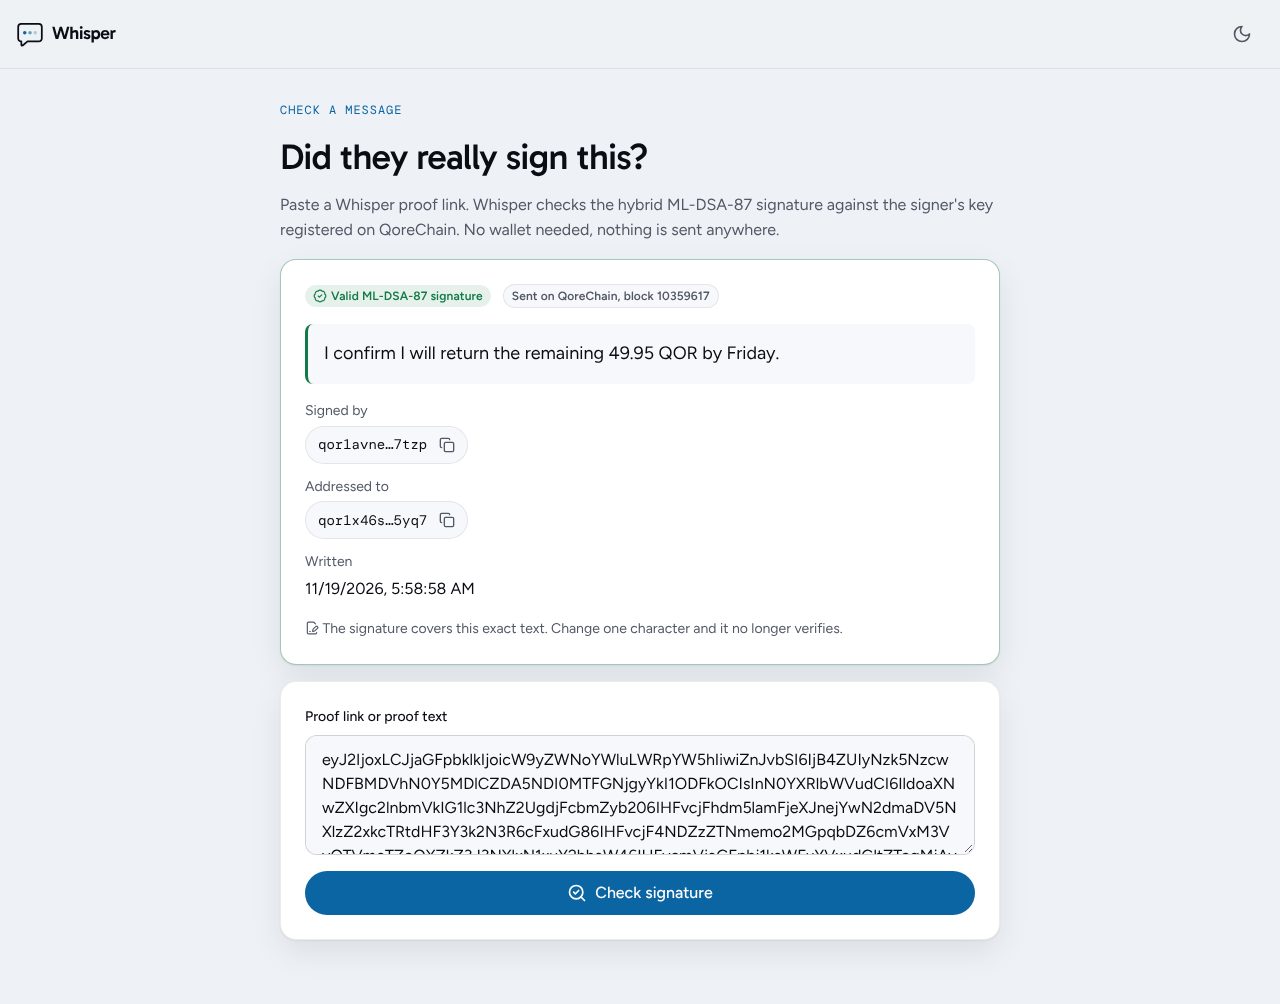 Whisper
CHECK A MESSAGE
Did they really sign this?
Paste a Whisper proof link. Whisper checks the hybrid ML-DSA-87 signature against the signer's key
registered on QoreChain. No wallet needed, nothing is sent anywhere.
Valid ML-DSA-87 signature
Sent on QoreChain, block 10359617
I confirm I will return the remaining 49.95 QOR by Friday.
Signed by
qor1avne…7tzp
Addressed to
qor1x46s…5yq7
Written
11/19/2026, 5:58:58 AM
The signature covers this exact text. Change one character and it no longer verifies.
Proof link or proof text
Check signature